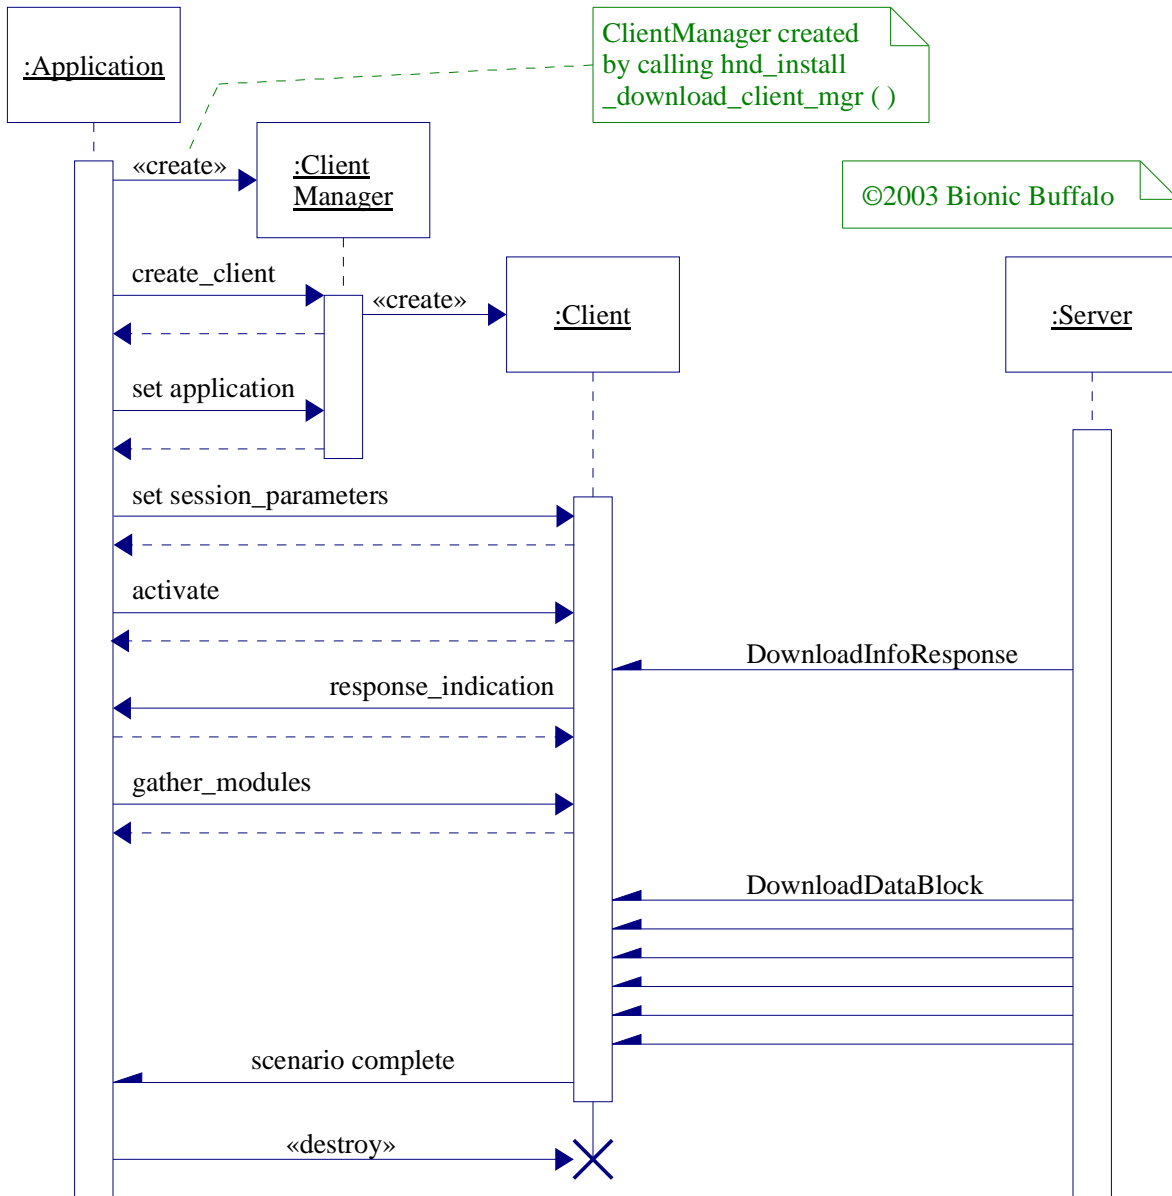 :Application
ClientManager created
by calling hnd_install
_download_client_mgr ( )
«create»
:Client
Manager
©2003 Bionic Buffalo
create_client
«create»
:Client
:Server
set application
set session_parameters
activate
DownloadInfoResponse
response_indication
gather_modules
DownloadDataBlock
scenario complete
«destroy»